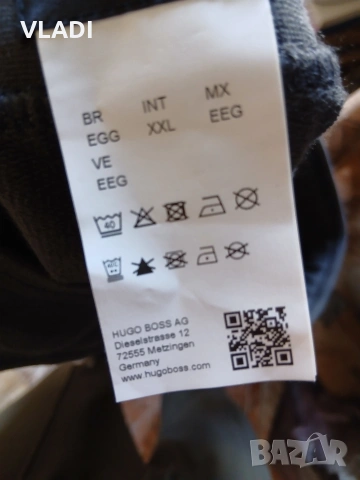 VLADI
BR INT MX
EGG XXL EEG
VE
EEG
40
HUGO BOSS AG
Dieselstrasse 12
72555 Metzingen
Germany
www.hugoboss.com
BAZAR